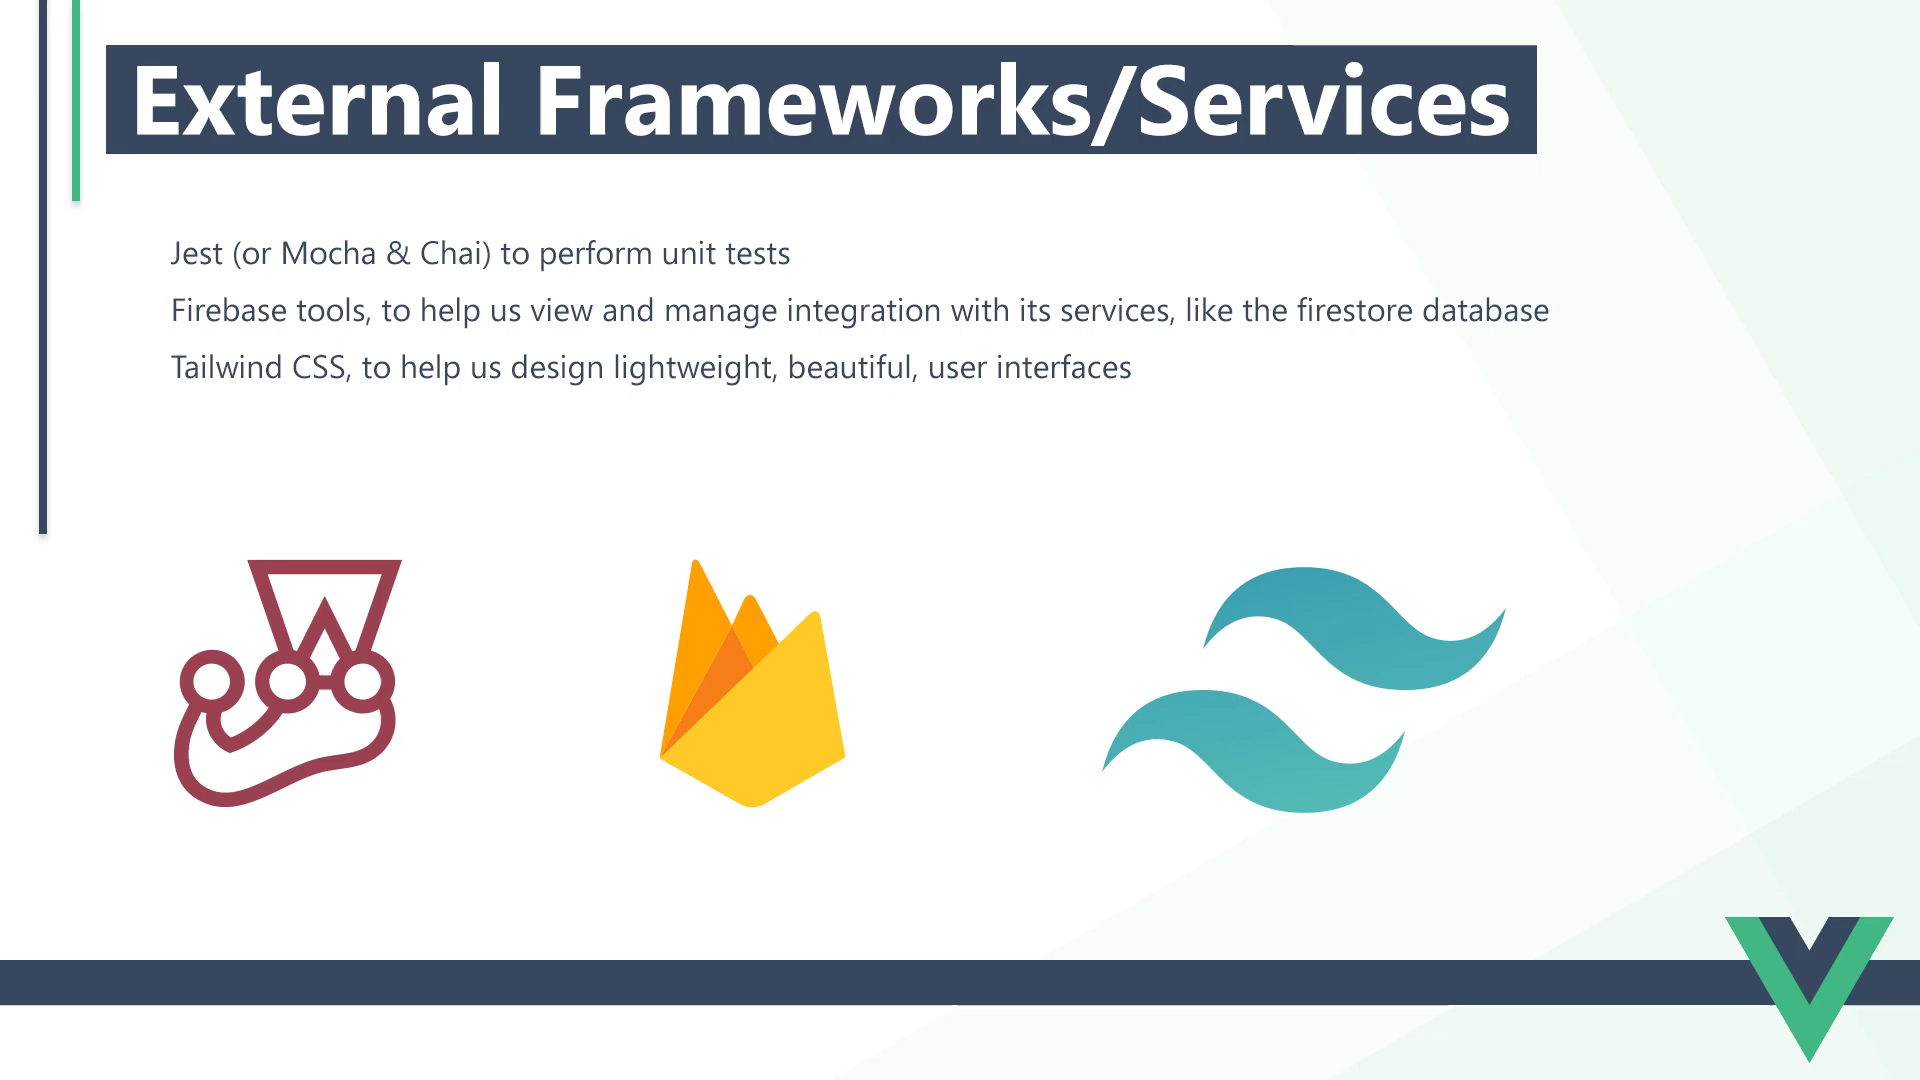 External Frameworks/Services
Jest (or Mocha & Chai) to perform unit tests
Firebase tools, to help us view and manage integration with its services, like the firestore database
Tailwind CSS, to help us design lightweight, beautiful, user interfaces